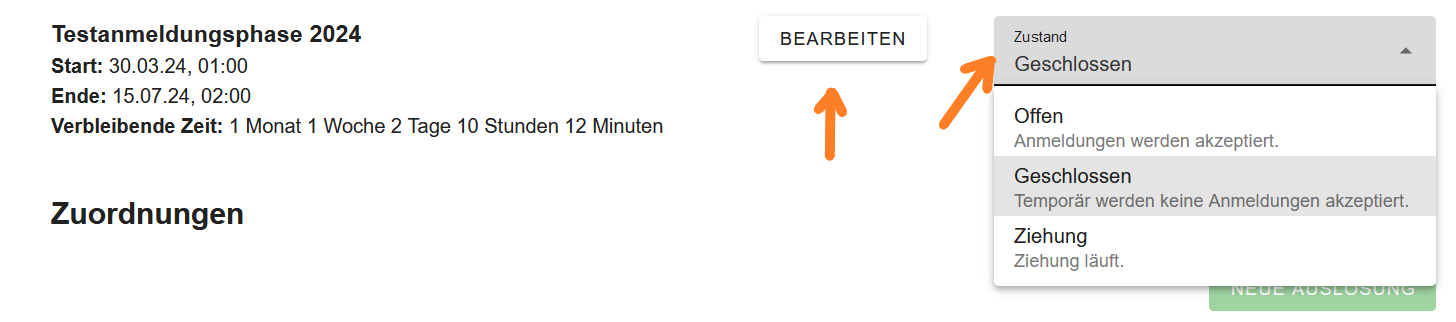 Testanmeldungsphase 2024
Start: 30.03.24, 01:00
Ende: 15.07.24, 02:00
Verbleibende Zeit: 1 Monat 1 Woche 2 Tage 10 Stunden 12 Minuten
BEARBEITEN
Zustand
Geschlossen
Offen
Anmeldungen werden akzeptiert.
Geschlossen
Temporär werden keine Anmeldungen akzeptiert.
Ziehung
Ziehung läuft.
Zuordnungen
NEUE AUSLOSUNG